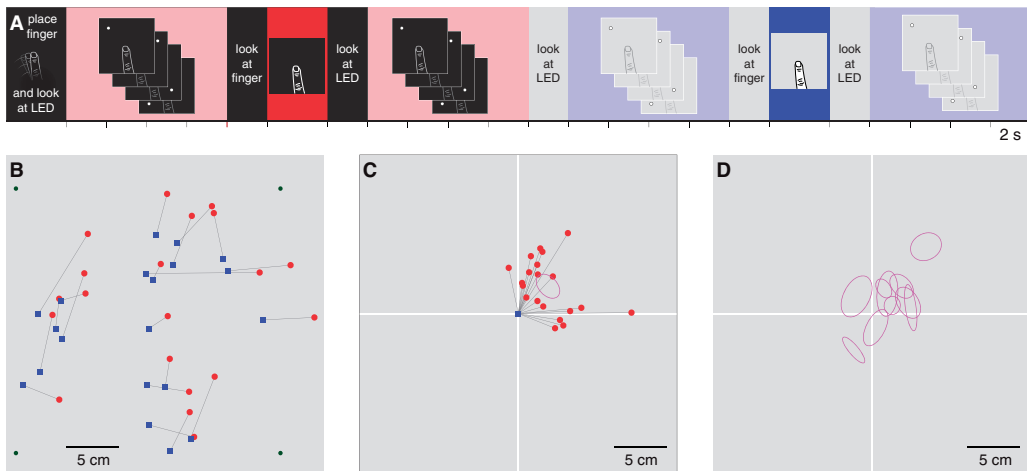 A
place
finger
and look
at LED
look
at
finger
look
at
LED
look
at
LED
look
at
finger
look
at
LED
2 s
B
5 cm
C
5 cm
D
5 cm